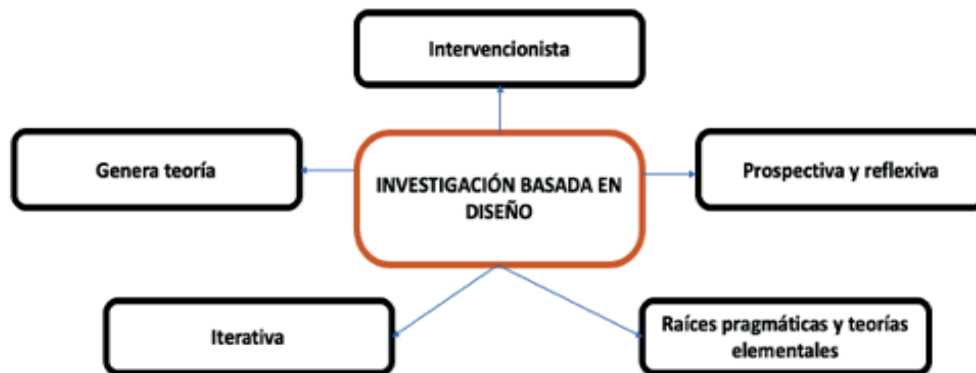 Intervencionista
Genera teoría
INVESTIGACIÓN BASADA EN
DISEÑO
Prospectiva y reflexiva
Iterativa
Raíces pragmáticas y teorías
elementales